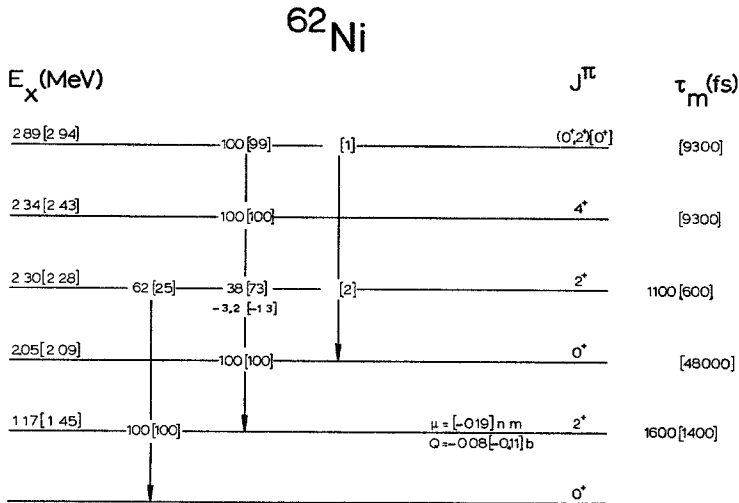 ⁶²Ni
Eₓ(MeV) J^π τₘ(fs)
2.89[2.94] 100[99] [1] (0⁺,2⁺)[0⁺] [9300]
2.34[2.43] 100[100] 4⁺ [9300]
2.30[2.28] 62[25] 38[73] [2] 2⁺ 1100[600]
-3.2 [-1.3]
2.05[2.09] 100[100] 0⁺ [48000]
1.17[1.45] 100[100] μ=[-0.19] n m 2⁺ 1600[1400]
Q=-0.08[-0.11] b
0⁺